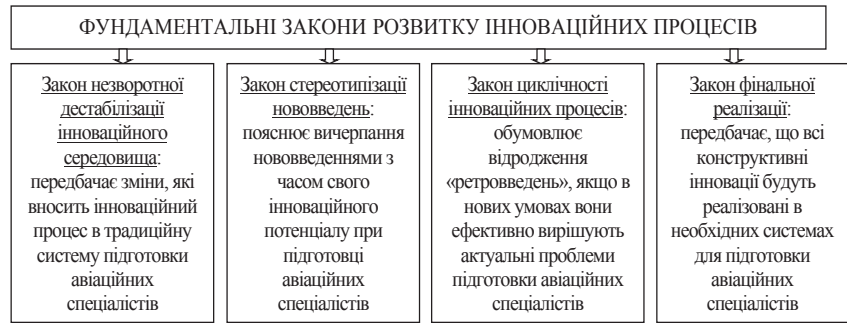 ФУНДАМЕНТАЛЬНІ ЗАКОНИ РОЗВИТКУ ІННОВАЦІЙНИХ ПРОЦЕСІВ
Закон незворотної
дестабілізації
інноваційного
середовища:
передбачає зміни, які
вносить інноваційний
процес в традиційну
систему підготовки
авіаційних
спеціалістів
Закон стереотипізації
нововведень:
пояснює вичерпання
нововведеннями з
часом свого
інноваційного
потенціалу при
підготовці
авіаційних
спеціалістів
Закон циклічності
інноваційних процесів:
обумовлює
відродження
«ретровведень», якщо в
нових умовах вони
ефективно вирішують
актуальні проблеми
підготовки авіаційних
спеціалістів
Закон фінальної
реалізації:
передбачає, що всі
конструктивні
інновації будуть
реалізовані в
необхідних системах
для підготовки
авіаційних
спеціалістів